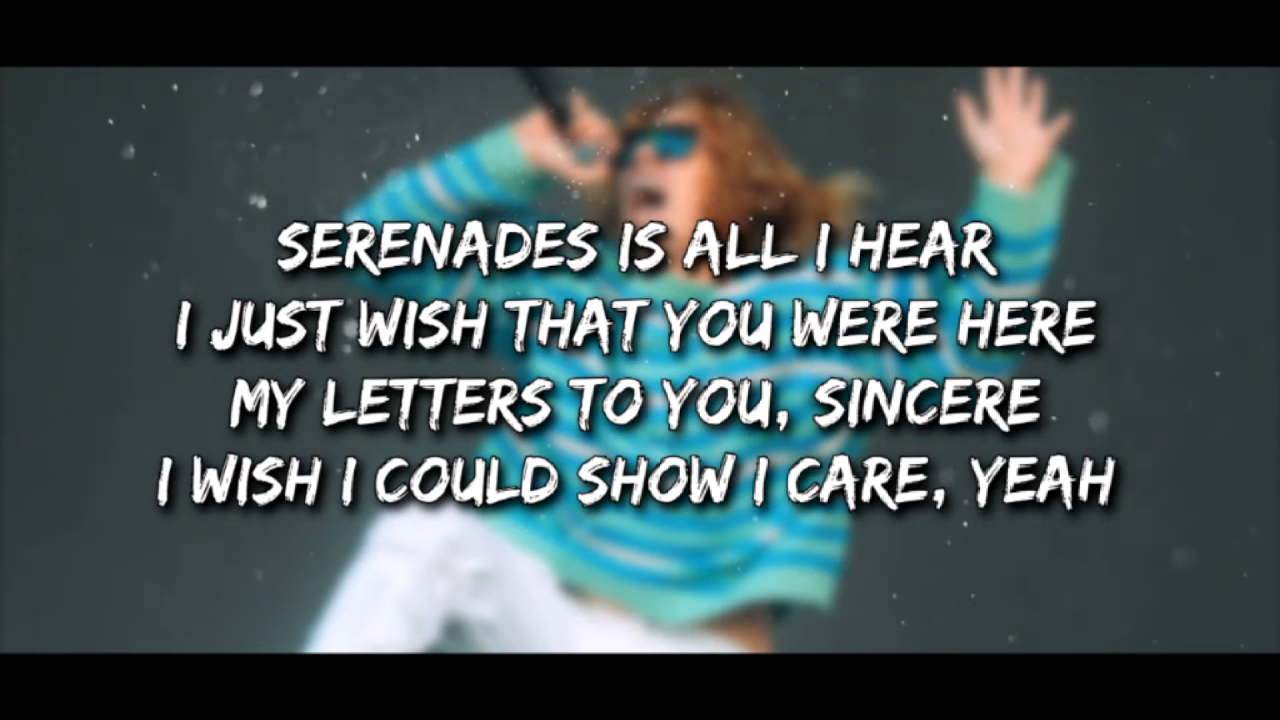 SERENADES IS ALL I HEAR
I JUST WISH THAT YOU WERE HERE
MY LETTERS TO YOU, SINCERE
I WISH I COULD SHOW I CARE, YEAH